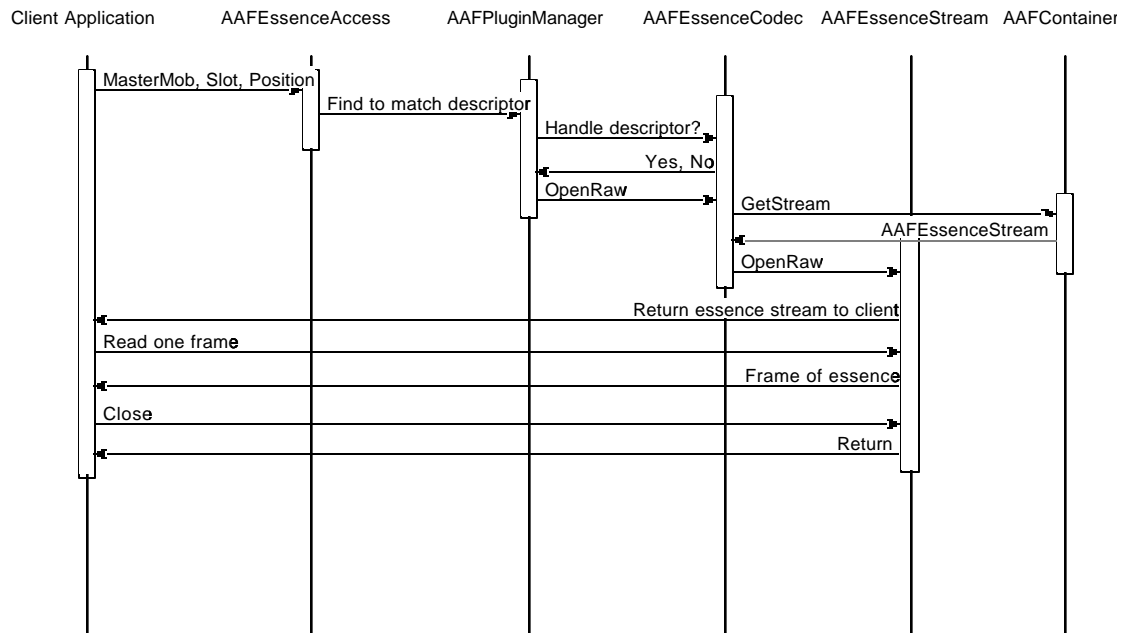 Client Application AAFEssenceAccess AAFPluginManager AAFEssenceCodec AAFEssenceStream AAFContainer
MasterMob, Slot, Position
Find to match descriptor
Handle descriptor?
Yes, No
OpenRaw
GetStream
AAFEssenceStream
OpenRaw
Return essence stream to client
Read one frame
Frame of essence
Close
Return